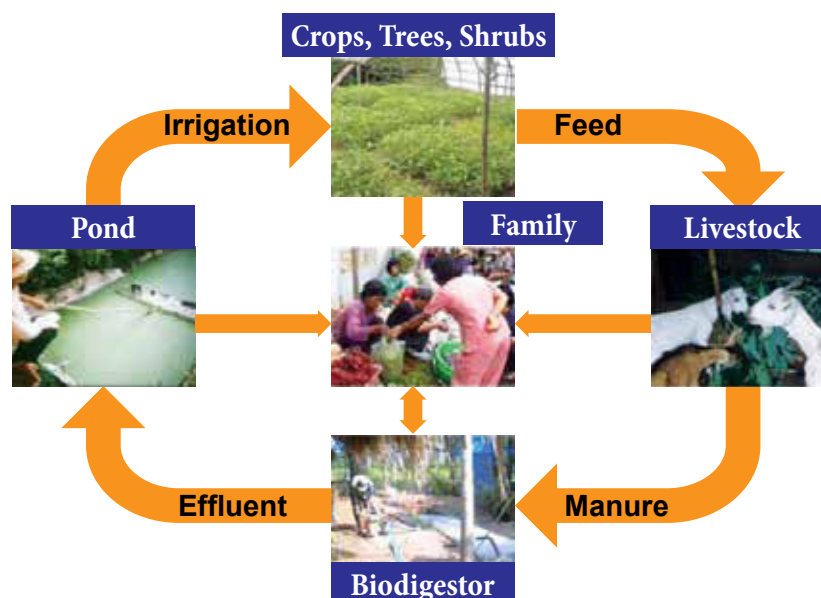 Crops, Trees, Shrubs
Irrigation
Feed
Pond
Family
Livestock
Effluent
Manure
Biodigestor